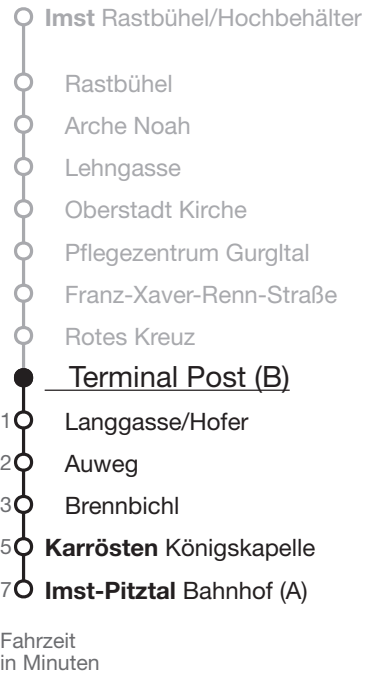 Imst Rastbühel/Hochbehälter
Rastbühel
Arche Noah
Lehngasse
Oberstadt Kirche
Pflegezentrum Gurgltal
Franz-Xaver-Renn-Straße
Rotes Kreuz
Terminal Post (B)
1 Langgasse/Hofer
2 Auweg
3 Brennbichl
5 Karrösten Königskapelle
7 Imst-Pitztal Bahnhof (A)
Fahrzeit
in Minuten